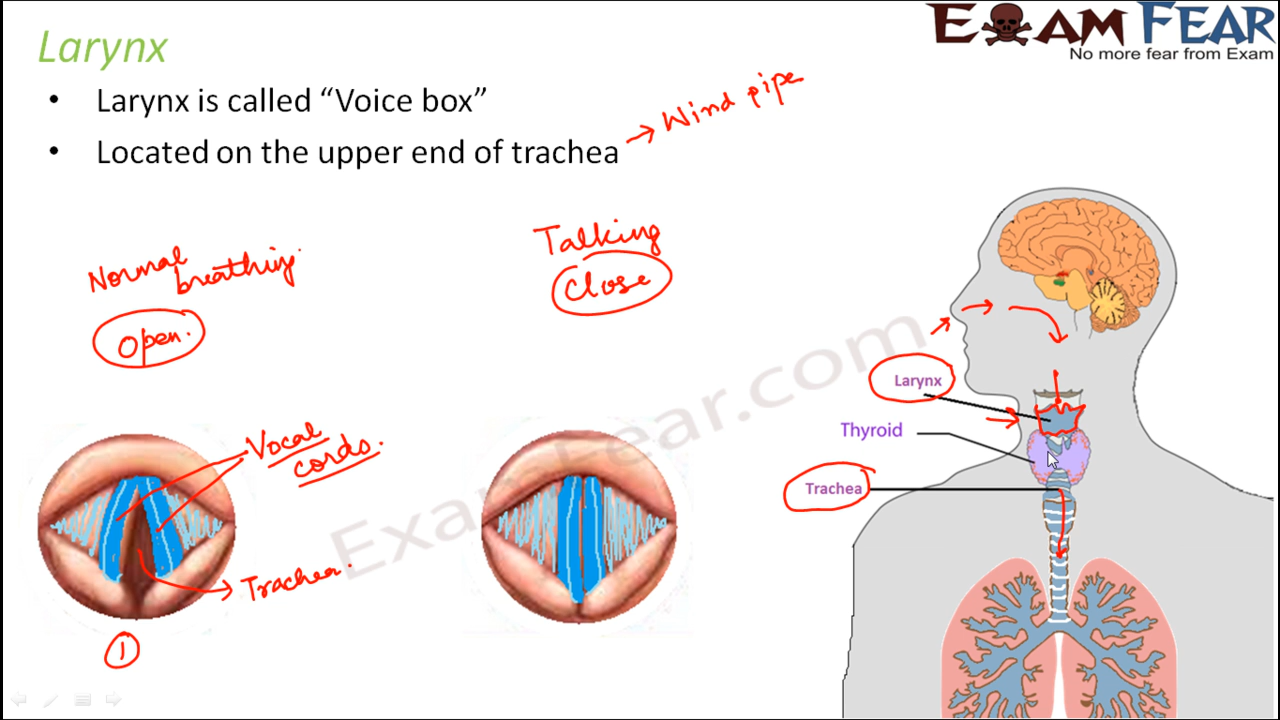 Larynx
EXAM FEAR
No more fear from Exam
• Larynx is called “Voice box”
• Located on the upper end of trachea
→ Wind pipe
Normal
breathing.
Open.
Talking
Close
Larynx
Thyroid
Trachea
Vocal
cords.
Trachea.
1
ExamFear.com